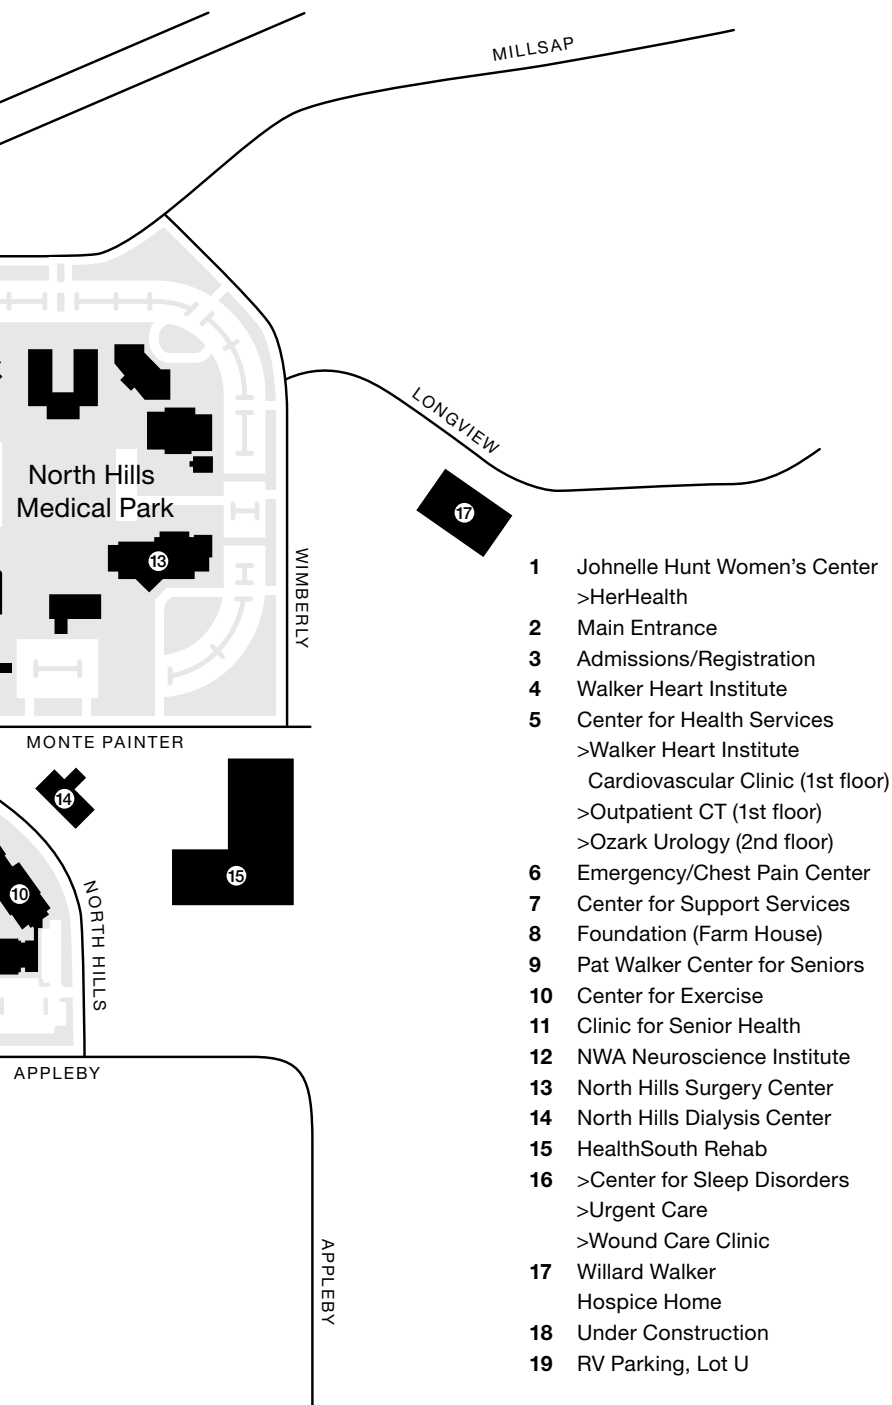 MILLSAP
LONGVIEW
North Hills
Medical Park
17
13
WIMBERLY
MONTE PAINTER
14
15
10
NORTH HILLS
APPLEBY
APPLEBY
1 Johnelle Hunt Women’s Center
>HerHealth
2 Main Entrance
3 Admissions/Registration
4 Walker Heart Institute
5 Center for Health Services
>Walker Heart Institute
Cardiovascular Clinic (1st floor)
>Outpatient CT (1st floor)
>Ozark Urology (2nd floor)
6 Emergency/Chest Pain Center
7 Center for Support Services
8 Foundation (Farm House)
9 Pat Walker Center for Seniors
10 Center for Exercise
11 Clinic for Senior Health
12 NWA Neuroscience Institute
13 North Hills Surgery Center
14 North Hills Dialysis Center
15 HealthSouth Rehab
16 >Center for Sleep Disorders
>Urgent Care
>Wound Care Clinic
17 Willard Walker
Hospice Home
18 Under Construction
19 RV Parking, Lot U